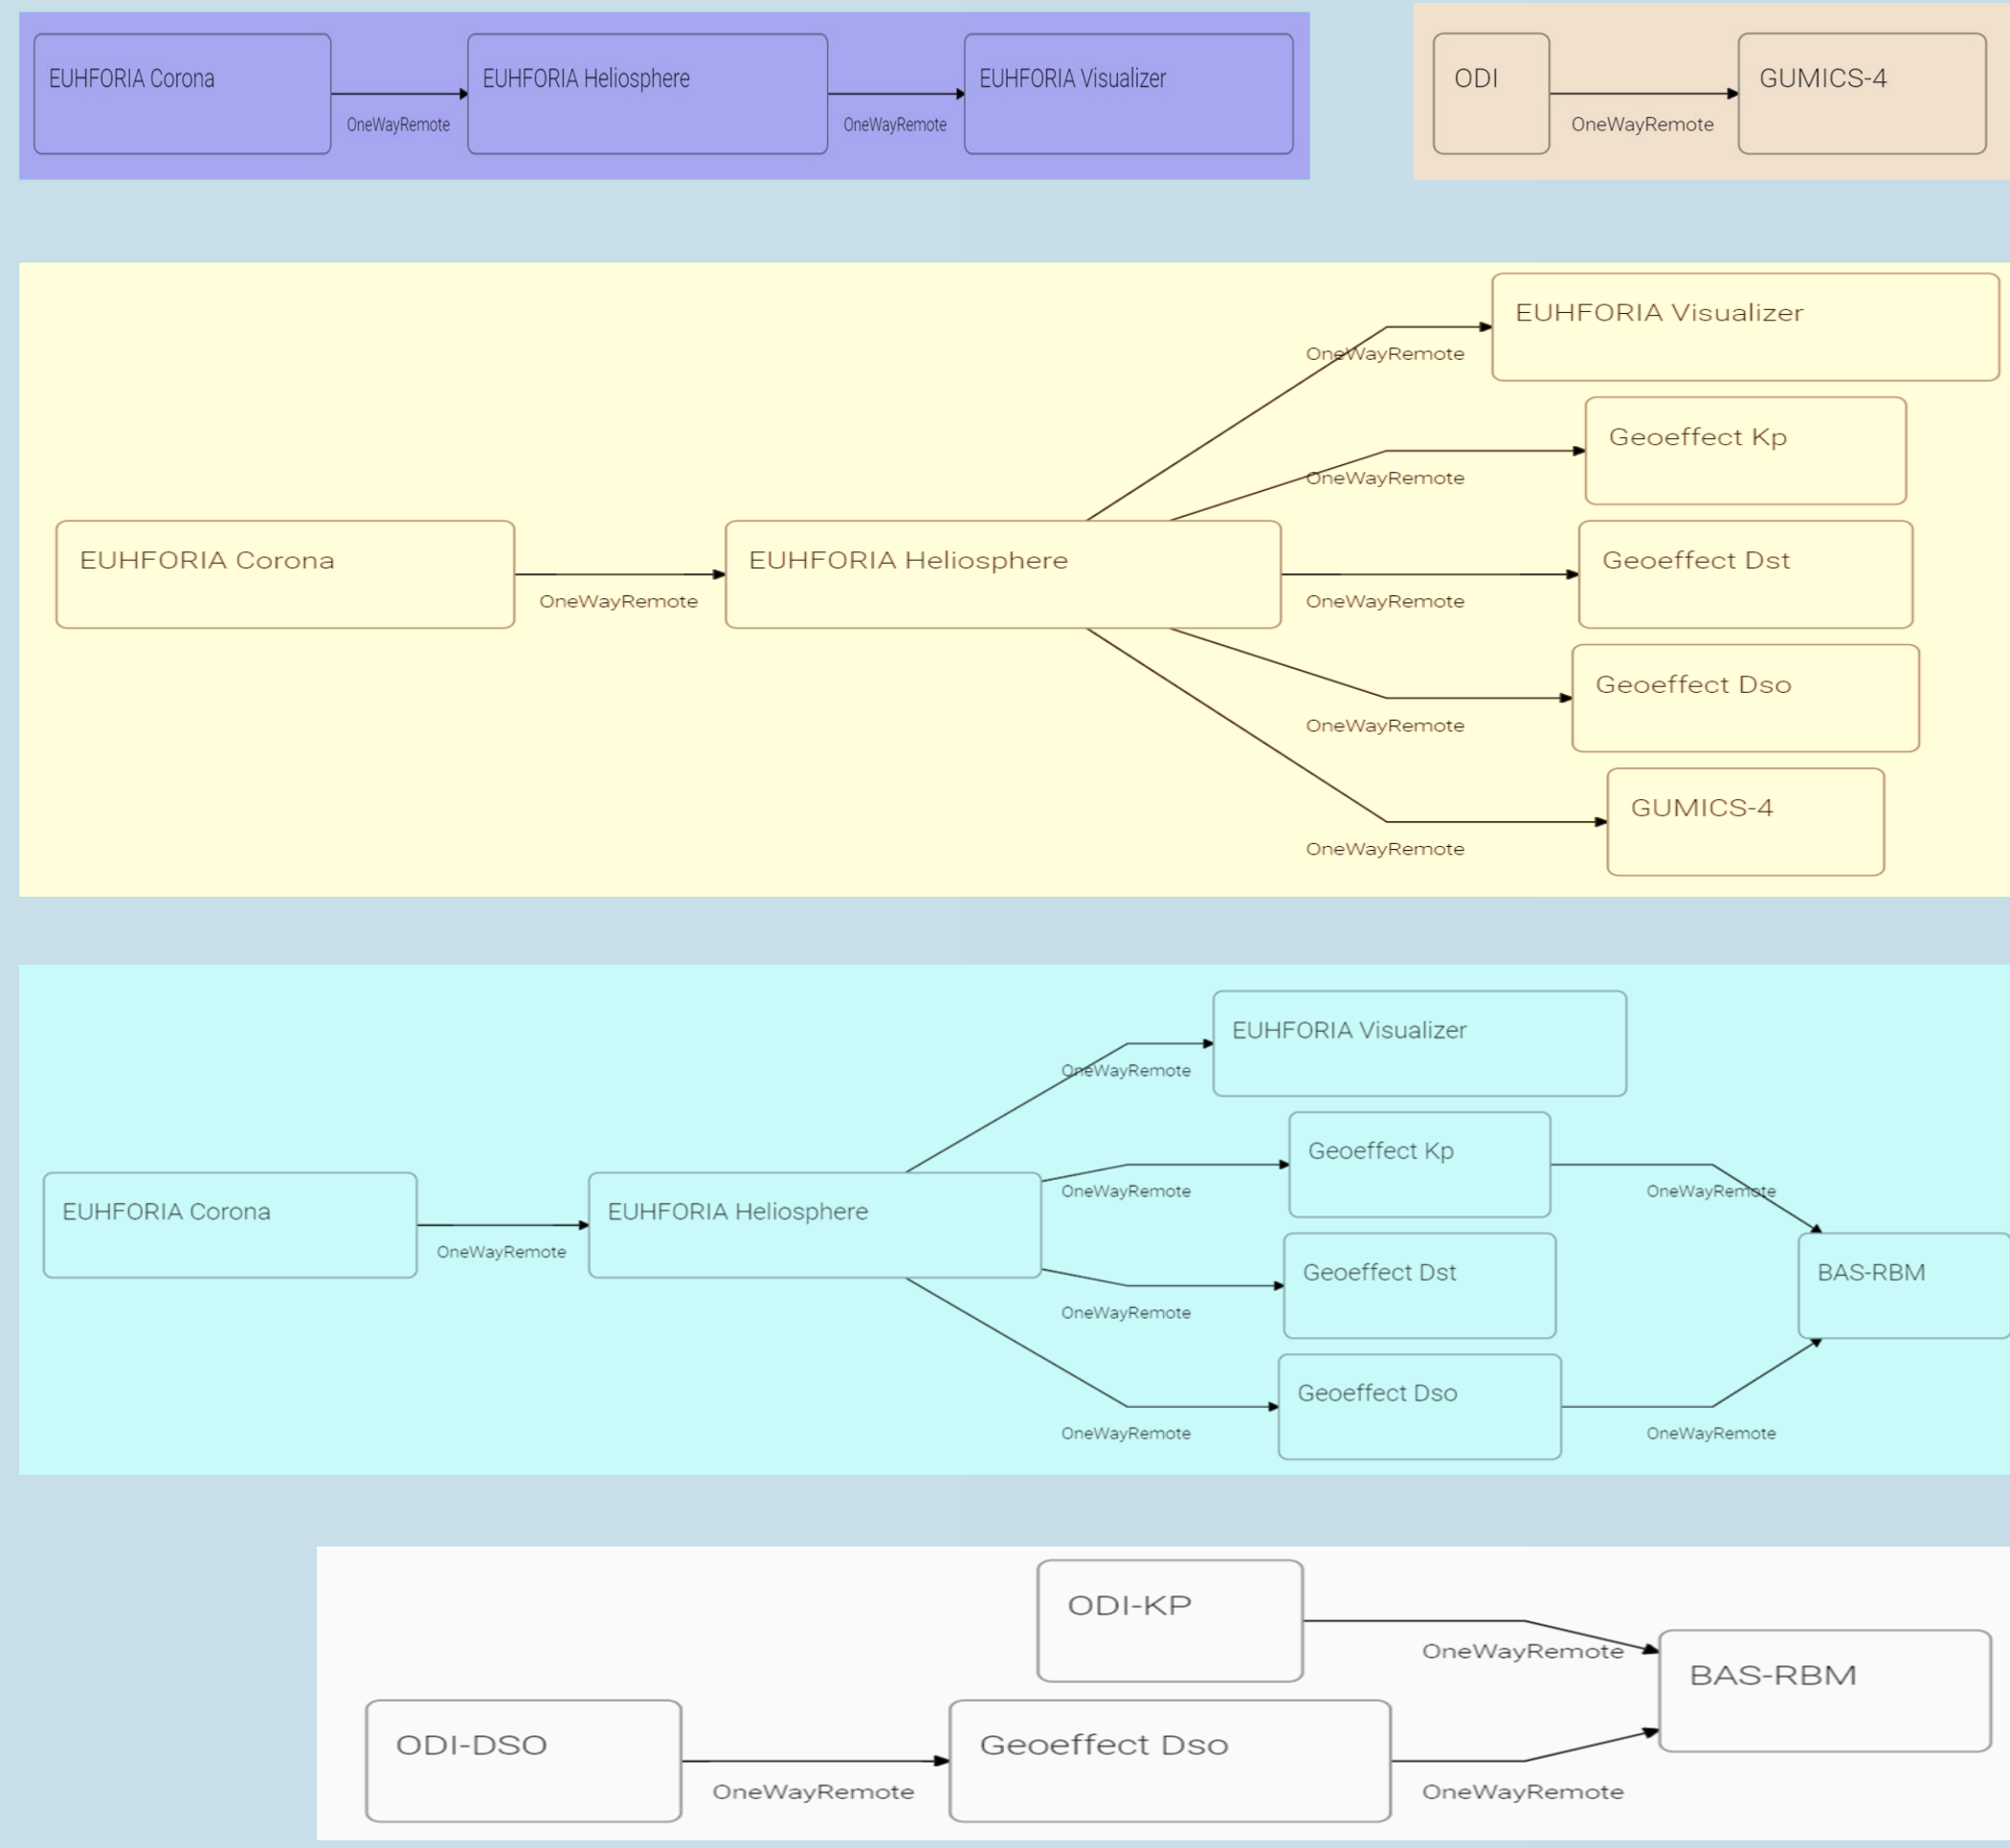 EUHFORIA Corona
OneWayRemote
EUHFORIA Heliosphere
OneWayRemote
EUHFORIA Visualizer
ODI
OneWayRemote
GUMICS-4
EUHFORIA Corona
OneWayRemote
EUHFORIA Heliosphere
OneWayRemote
EUHFORIA Visualizer
OneWayRemote
Geoeffect Kp
OneWayRemote
Geoeffect Dst
OneWayRemote
Geoeffect Dso
OneWayRemote
GUMICS-4
EUHFORIA Corona
OneWayRemote
EUHFORIA Heliosphere
OneWayRemote
EUHFORIA Visualizer
OneWayRemote
Geoeffect Kp
OneWayRemote
OneWayRemote
Geoeffect Dst
OneWayRemote
Geoeffect Dso
OneWayRemote
BAS-RBM
ODI-KP
OneWayRemote
ODI-DSO
OneWayRemote
Geoeffect Dso
OneWayRemote
BAS-RBM